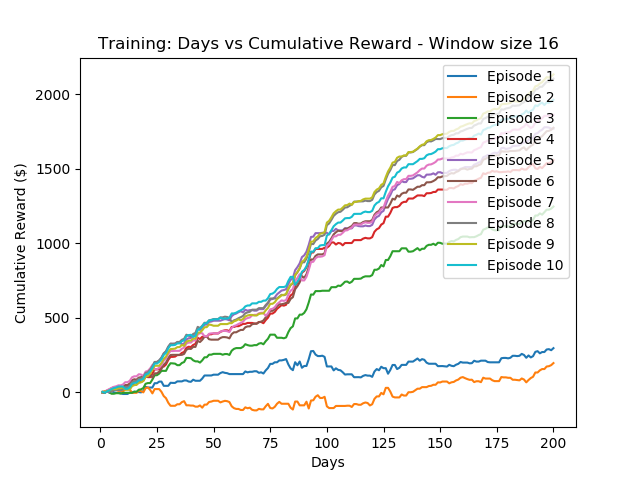 Training: Days vs Cumulative Reward - Window size 16
Cumulative Reward ($)
2000
1500
1000
500
0
Episode 1
Episode 2
Episode 3
Episode 4
Episode 5
Episode 6
Episode 7
Episode 8
Episode 9
Episode 10
0 25 50 75 100 125 150 175 200
Days